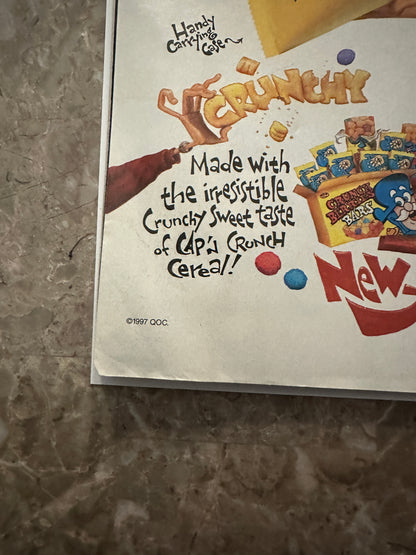 Handy
Carrying
Case
CRUNCHY
Made with
the irresistible
Crunchy Sweet taste
of CAP'N CRUNCH
Cereal!
New
©1997 QOC.